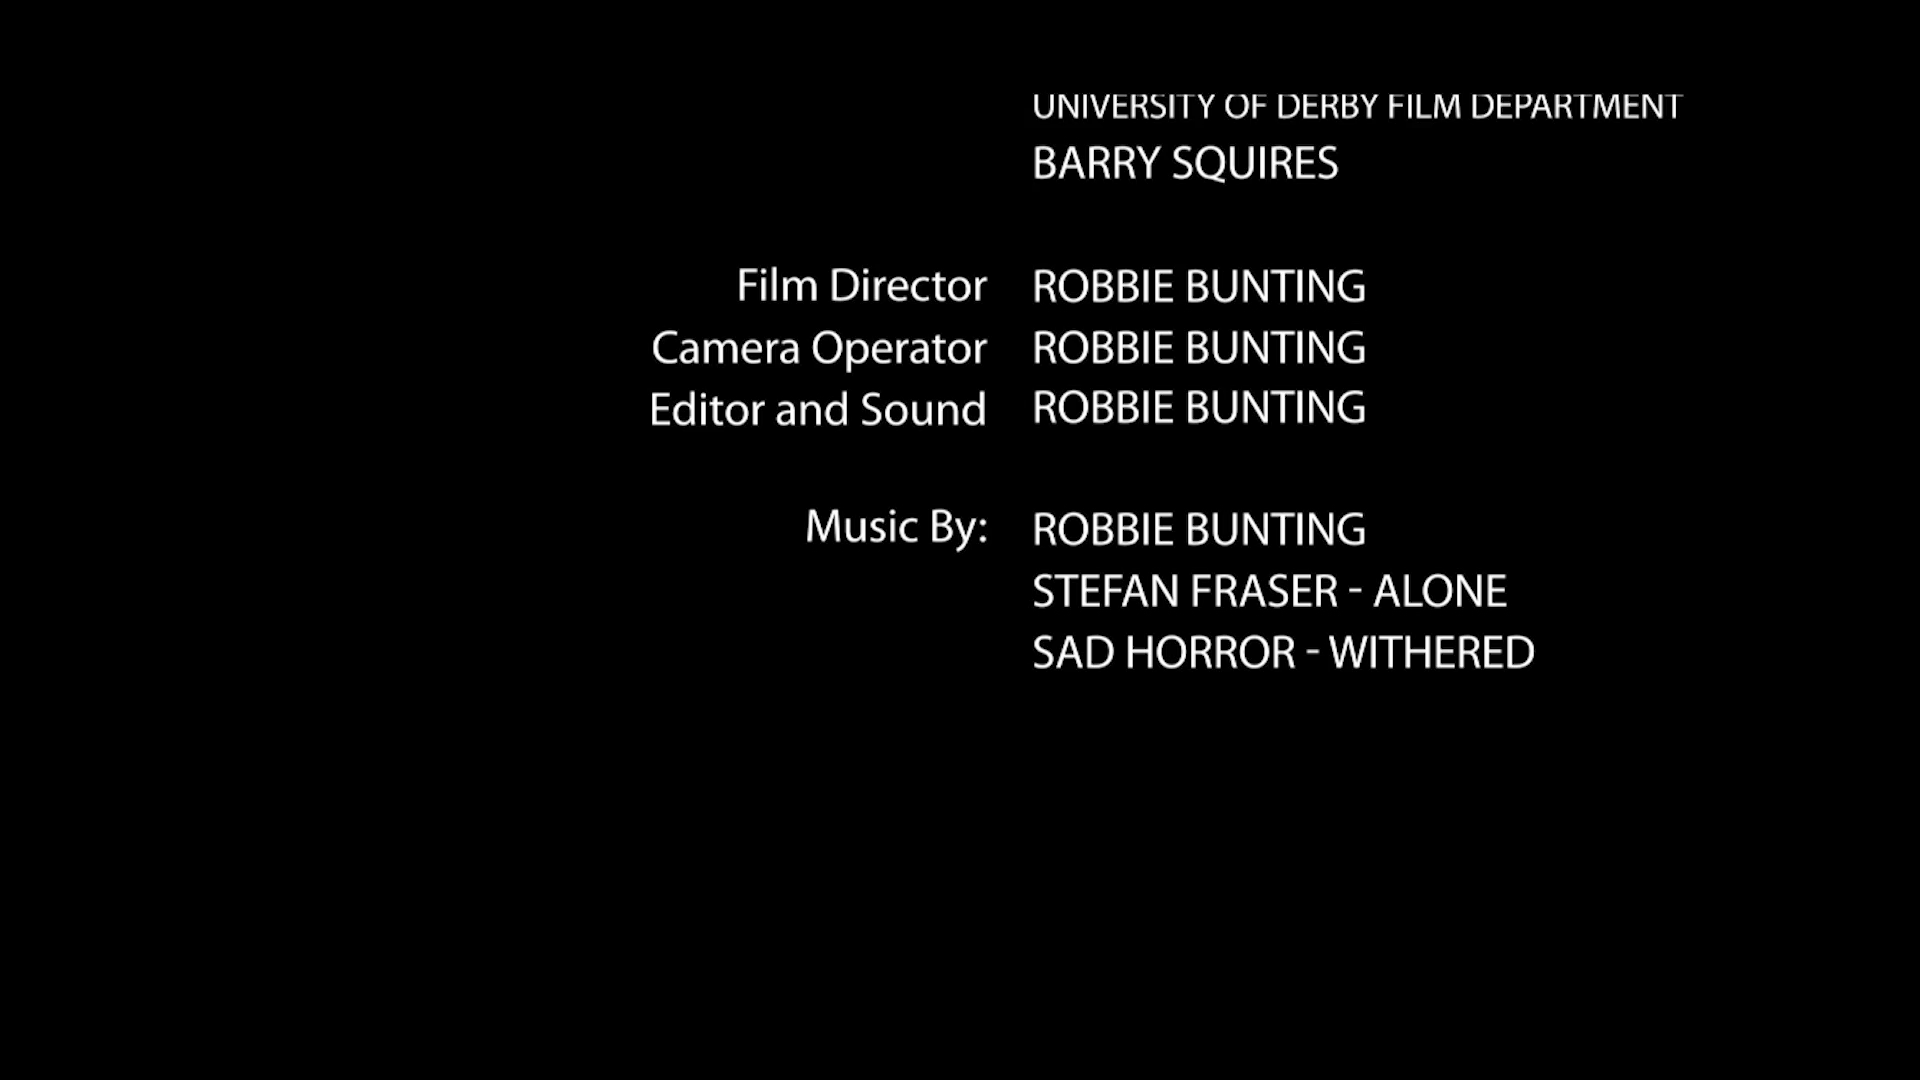 UNIVERSITY OF DERBY FILM DEPARTMENT
BARRY SQUIRES
Film Director ROBBIE BUNTING
Camera Operator ROBBIE BUNTING
Editor and Sound ROBBIE BUNTING
Music By: ROBBIE BUNTING
STEFAN FRASER - ALONE
SAD HORROR - WITHERED